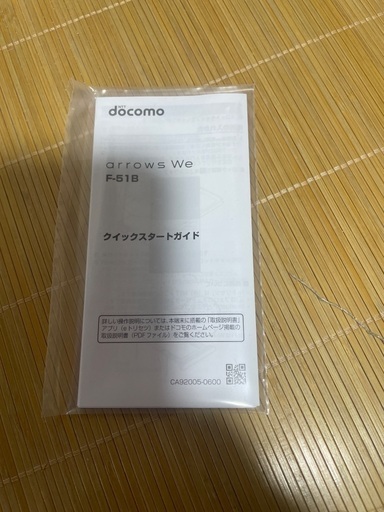 döcomo
arrows We
F-51B
クイックスタートガイド
詳しい操作説明については、本端末に搭載の「取扱説明書」
アプリ(eトリセツ)またはドコモのホームページ掲載の
取扱説明書(PDFファイル)をご覧ください。
CA92005-0600